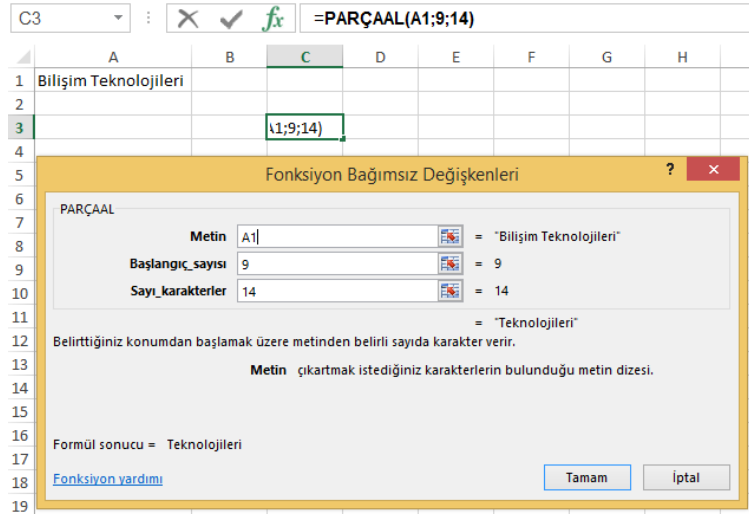 C3 fx =PARÇAAL(A1;9;14)
A B C D E F G H
1 Bilişim Teknolojileri
2
3 A1;9;14)
4
5 Fonksiyon Bağımsız Değişkenleri ? ×
6 PARÇAAL
7 Metin A1 = "Bilişim Teknolojileri"
8
9 Başlangıç_sayısı 9 = 9
10 Sayı_karakterler 14 = 14
11 = "Teknolojileri"
12 Belirttiğiniz konumdan başlamak üzere metinden belirli sayıda karakter verir.
13 Metin çıkartmak istediğiniz karakterlerin bulunduğu metin dizesi.
14
15
16 Formül sonucu = Teknolojileri
17
18 Fonksiyon yardımı Tamam İptal
19